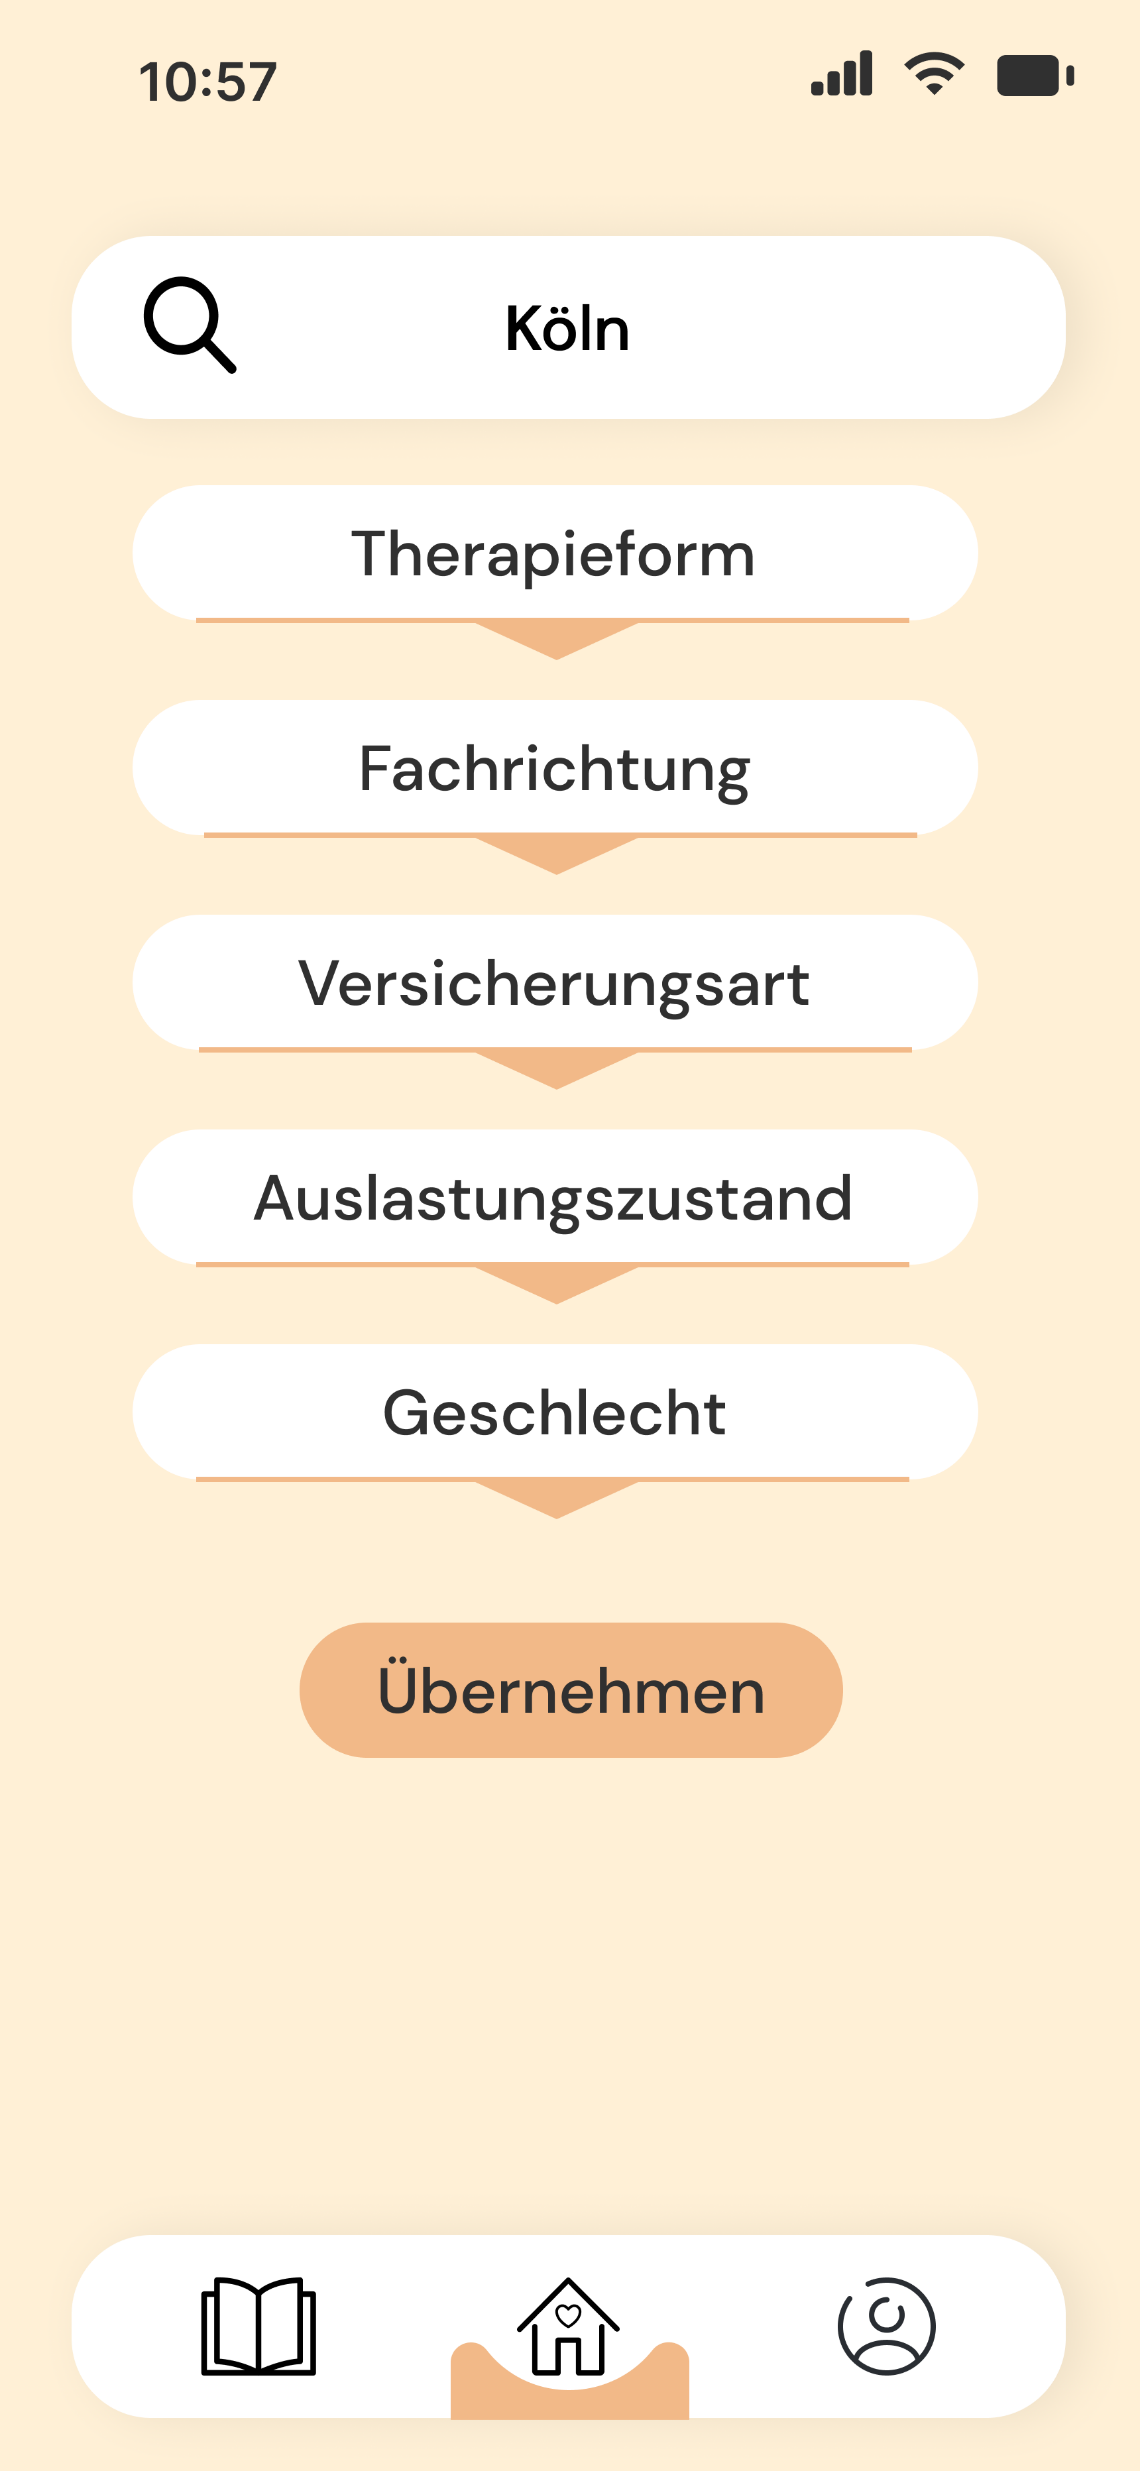 10:57
Köln
Therapieform
Fachrichtung
Versicherungsart
Auslastungszustand
Geschlecht
Übernehmen